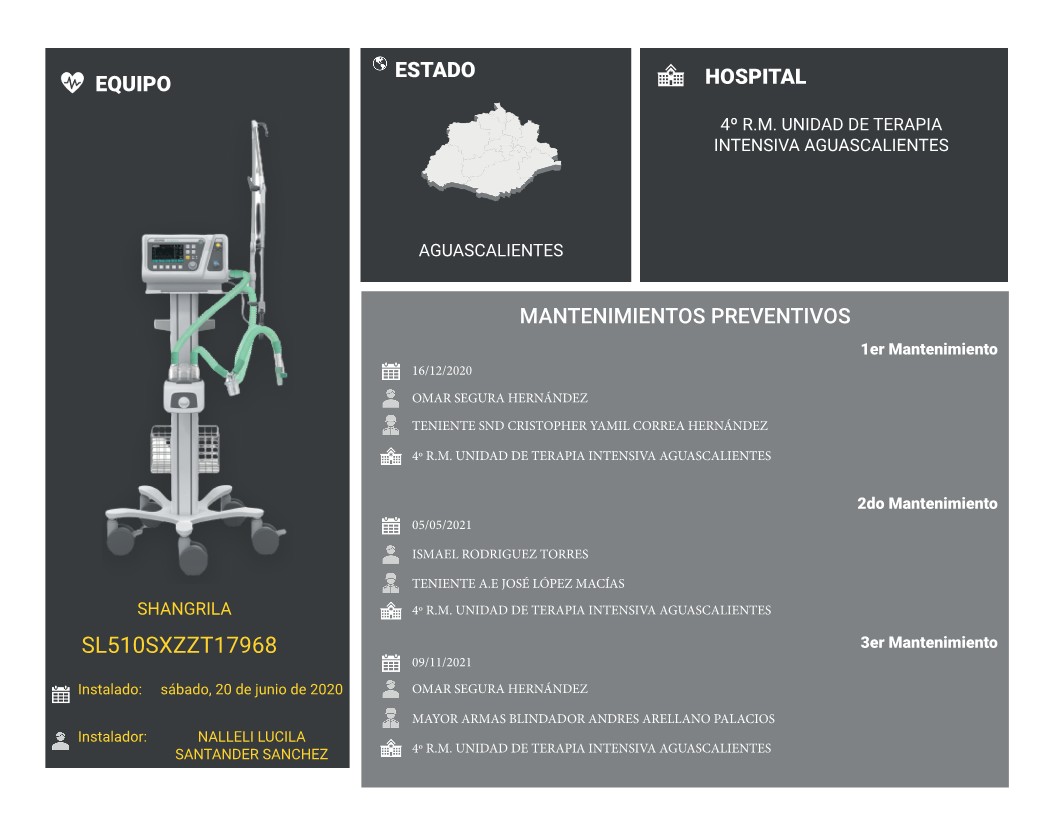 EQUIPO
SHANGRILA
SL510SXZZT17968
Instalado: sábado, 20 de junio de 2020
Instalador: NALLELI LUCILA
SANTANDER SANCHEZ
ESTADO
AGUASCALIENTES
HOSPITAL
4º R.M. UNIDAD DE TERAPIA
INTENSIVA AGUASCALIENTES
MANTENIMIENTOS PREVENTIVOS
1er Mantenimiento
16/12/2020
OMAR SEGURA HERNÁNDEZ
TENIENTE SND CRISTOPHER YAMIL CORREA HERNÁNDEZ
4º R.M. UNIDAD DE TERAPIA INTENSIVA AGUASCALIENTES
2do Mantenimiento
05/05/2021
ISMAEL RODRIGUEZ TORRES
TENIENTE A.E JOSÉ LÓPEZ MACÍAS
4º R.M. UNIDAD DE TERAPIA INTENSIVA AGUASCALIENTES
3er Mantenimiento
09/11/2021
OMAR SEGURA HERNÁNDEZ
MAYOR ARMAS BLINDADOR ANDRES ARELLANO PALACIOS
4º R.M. UNIDAD DE TERAPIA INTENSIVA AGUASCALIENTES